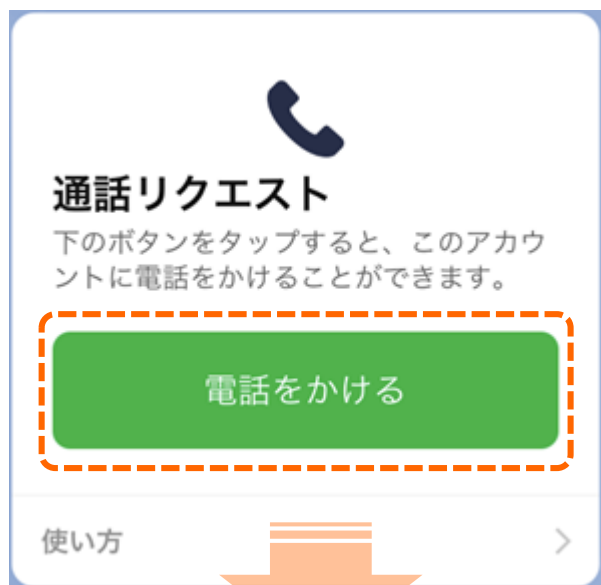 通話リクエスト
下のボタンをタップすると、このアカウ
ントに電話をかけることができます。
電話をかける
使い方